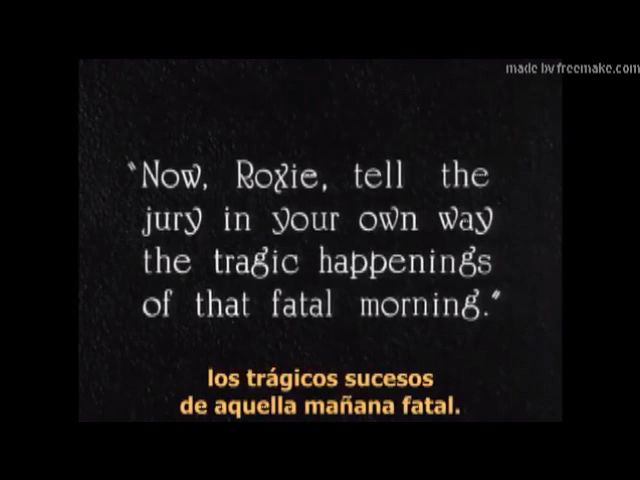 made by freemake.com
"Now, Roxie, tell the
jury in your own way
the tragic happenings
of that fatal morning."
los trágicos sucesos
de aquella mañana fatal.